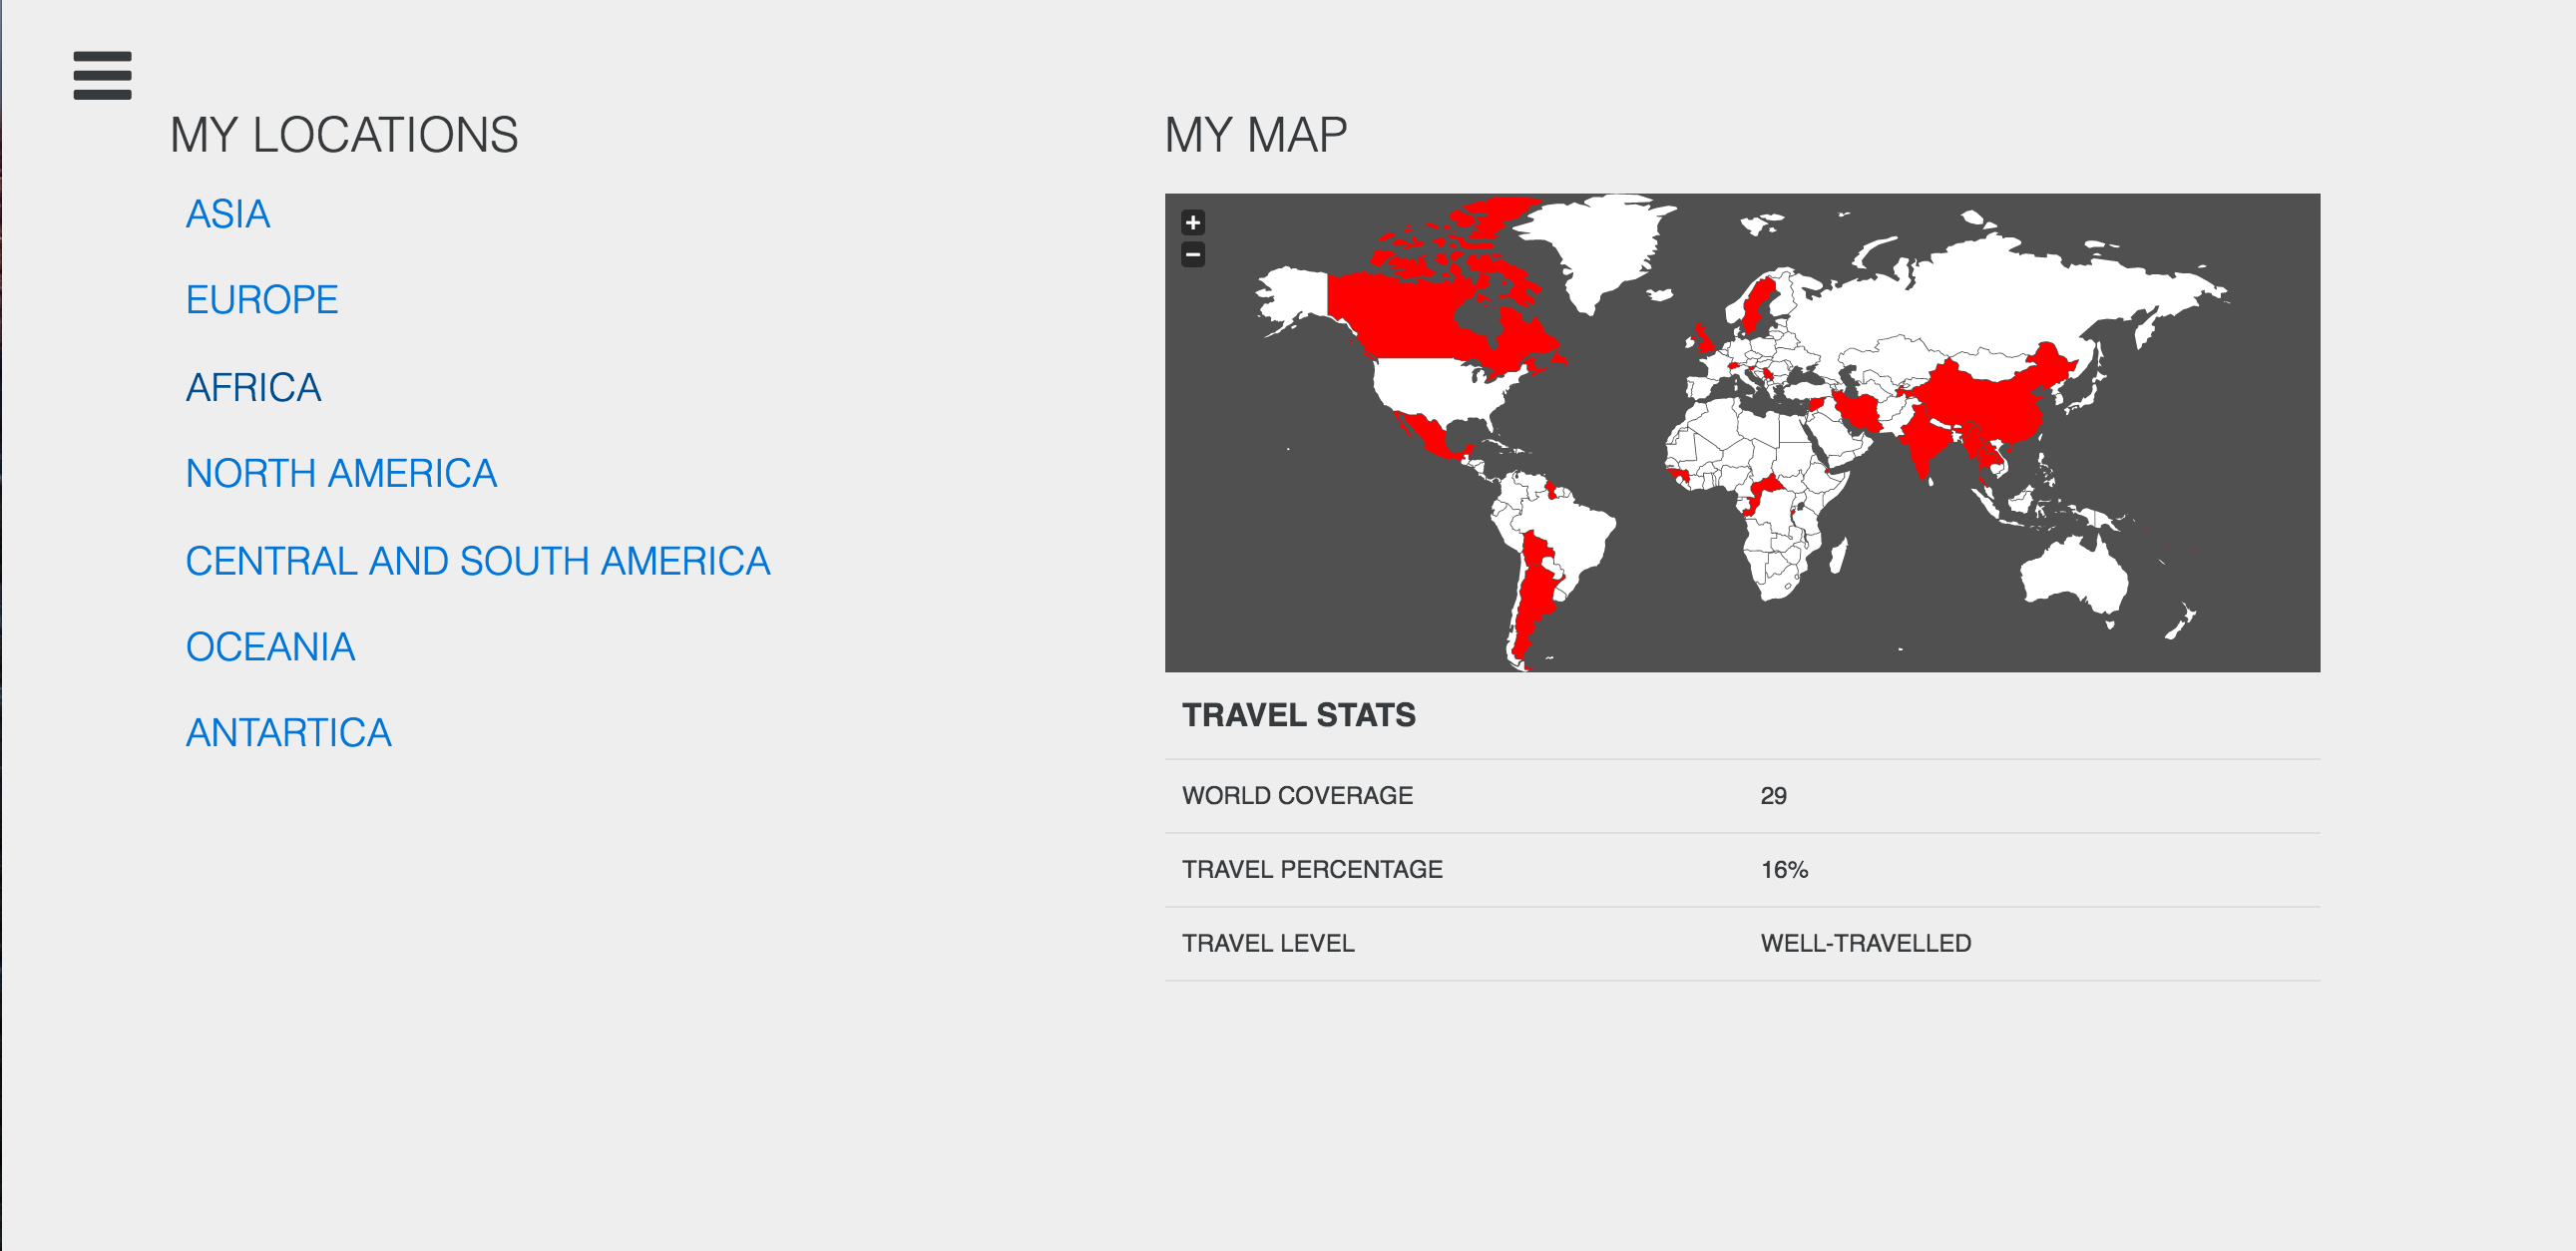 MY LOCATIONS
ASIA
EUROPE
AFRICA
NORTH AMERICA
CENTRAL AND SOUTH AMERICA
OCEANIA
ANTARTICA
MY MAP
+
−
TRAVEL STATS
WORLD COVERAGE 29
TRAVEL PERCENTAGE 16%
TRAVEL LEVEL WELL-TRAVELLED